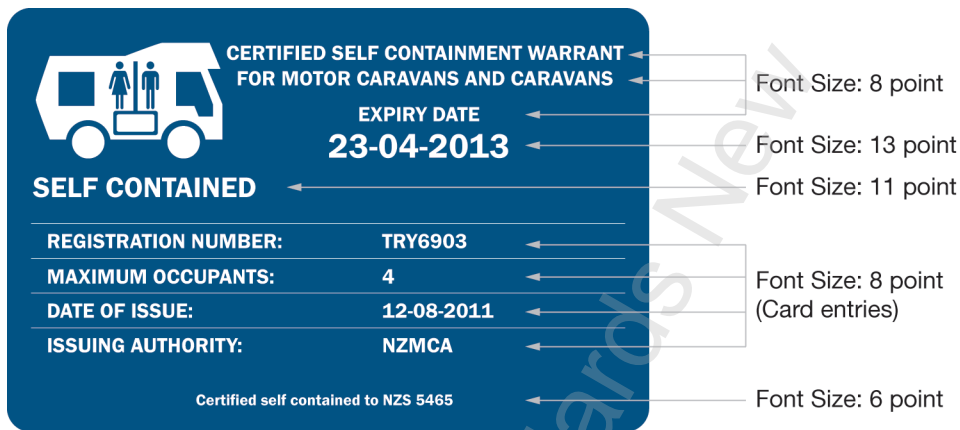 CERTIFIED SELF CONTAINMENT WARRANT
FOR MOTOR CARAVANS AND CARAVANS
Font Size: 8 point
EXPIRY DATE
23-04-2013
Font Size: 13 point
SELF CONTAINED
Font Size: 11 point
REGISTRATION NUMBER: TRY6903
MAXIMUM OCCUPANTS: 4
Font Size: 8 point
(Card entries)
DATE OF ISSUE: 12-08-2011
ISSUING AUTHORITY: NZMCA
Certified self contained to NZS 5465
Font Size: 6 point
New